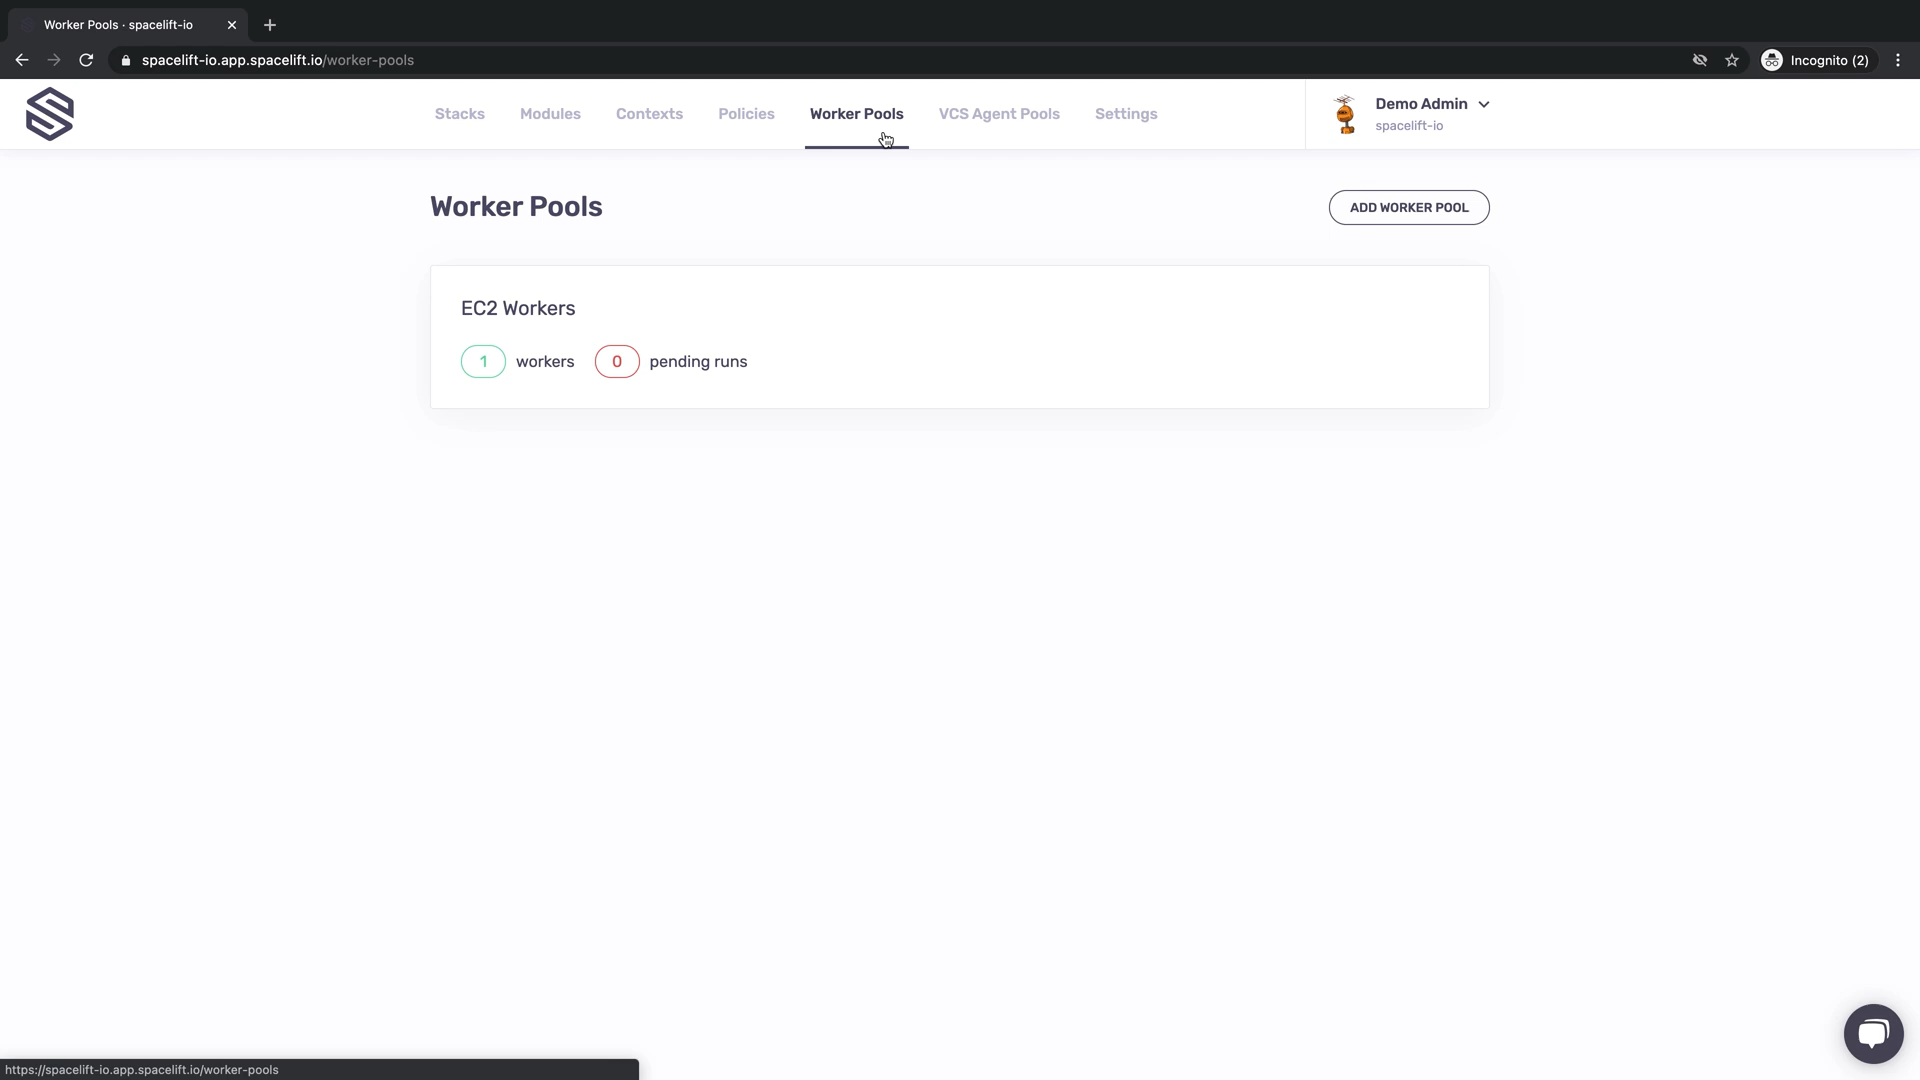 Worker Pools · spacelift-io
spacelift-io.app.spacelift.io/worker-pools
Incognito (2)
Stacks
Modules
Contexts
Policies
Worker Pools
VCS Agent Pools
Settings
Demo Admin
spacelift-io
Worker Pools
ADD WORKER POOL
EC2 Workers
1 workers 0 pending runs
https://spacelift-io.app.spacelift.io/worker-pools